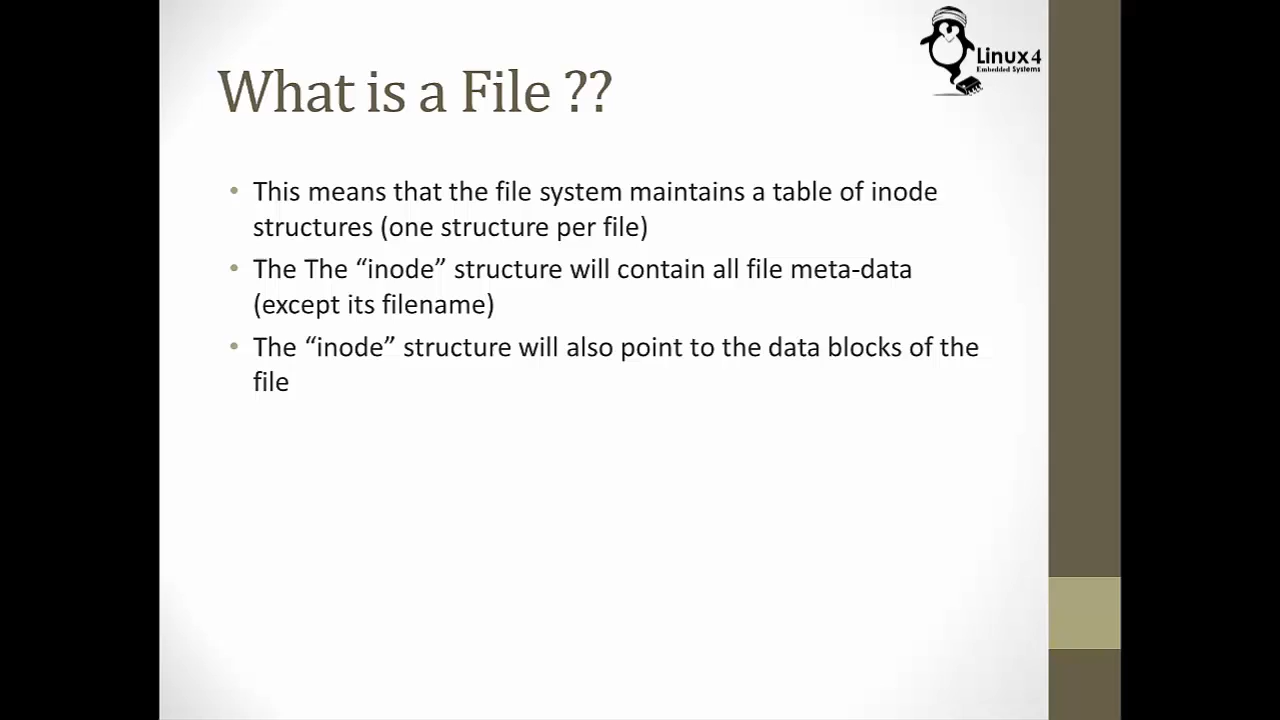 Linux 4
Embedded Systems
What is a File ??
• This means that the file system maintains a table of inode
structures (one structure per file)
• The The “inode” structure will contain all file meta-data
(except its filename)
• The “inode” structure will also point to the data blocks of the
file